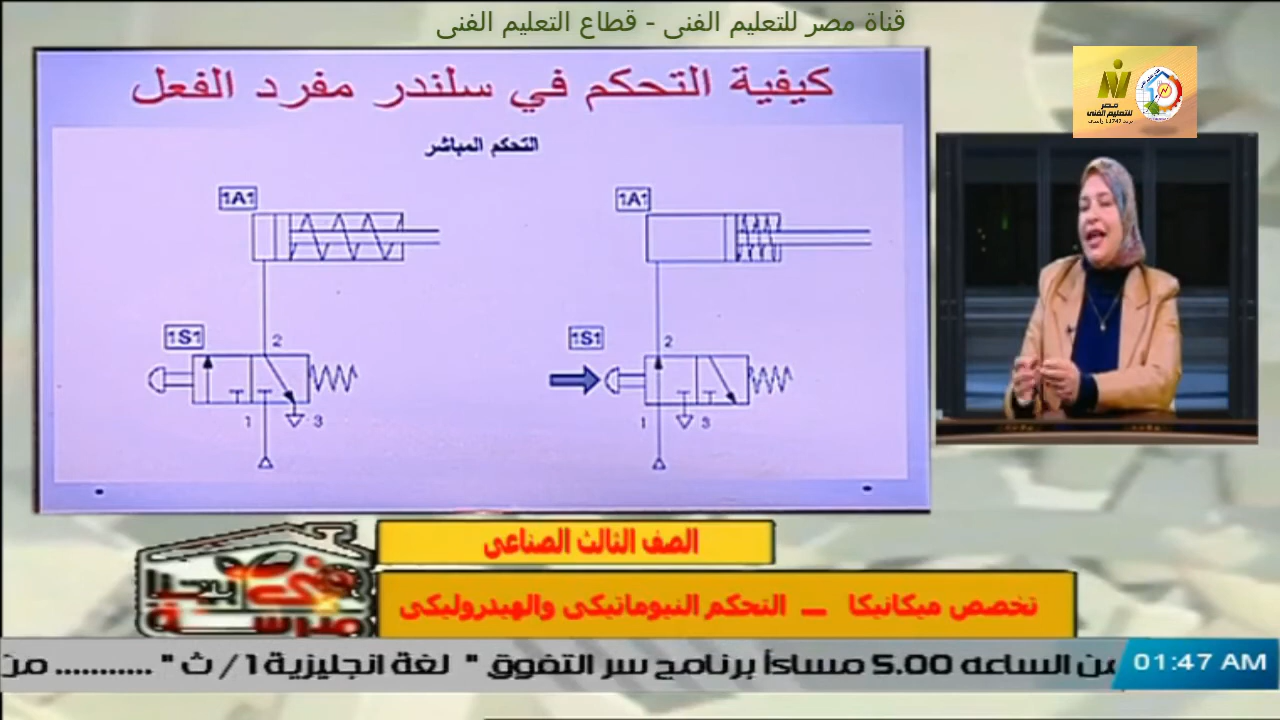 قناة مصر للتعليم الفنى - قطاع التعليم الفنى
كيفية التحكم في سلندر مفرد الفعل
التحكم المباشر
1A1
1A1
1S1
2
1S1
2
1
3
1
3
مصر
للتعليم الفنى
الصف الثالث الصناعى
تخصص ميكانيكا _ التحكم النيوماتيكى والهيدروليكى
من الساعه 5.00 مساءاً برنامج سر التفوق " لغة انجليزية 1/ ث " ........... من
01:47 AM